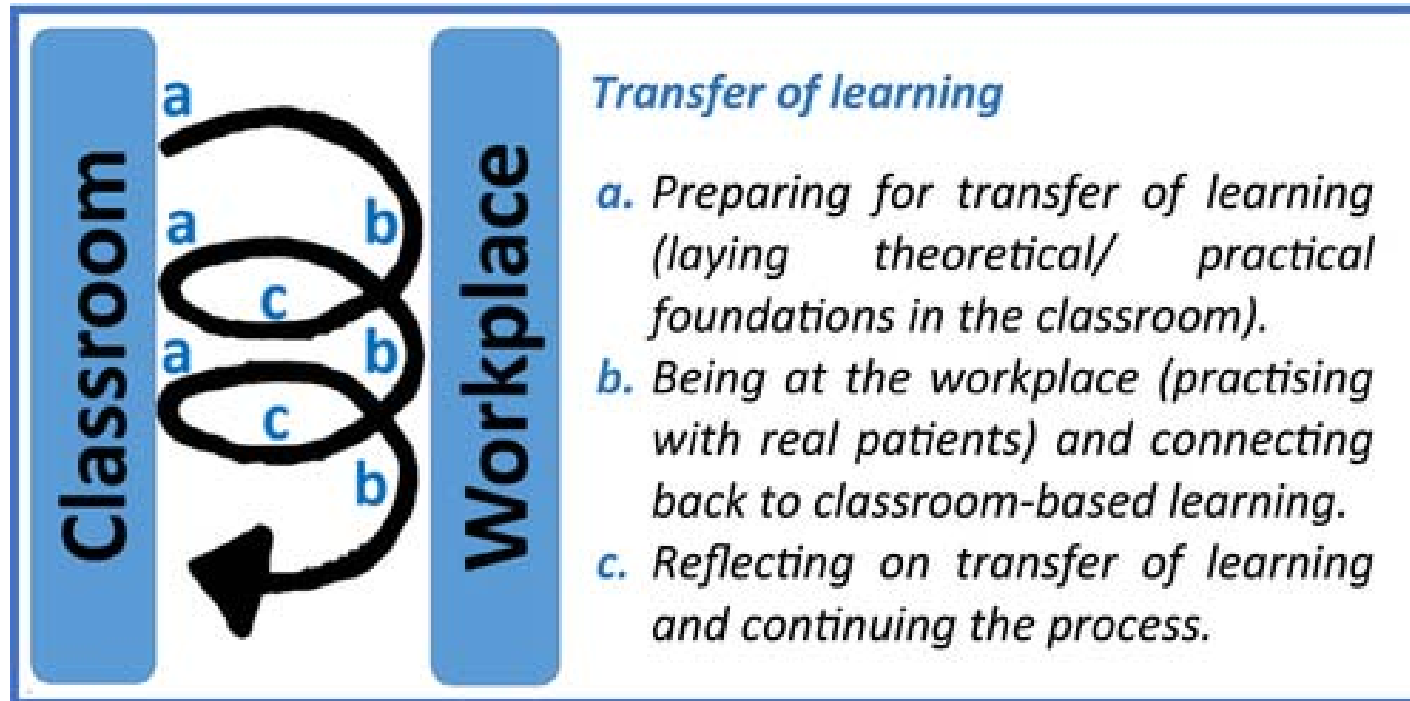 Classroom
a
a
b
c
a
b
c
b
Workplace
Transfer of learning
a. Preparing for transfer of learning
(laying theoretical/ practical
foundations in the classroom).
b. Being at the workplace (practising
with real patients) and connecting
back to classroom-based learning.
c. Reflecting on transfer of learning
and continuing the process.